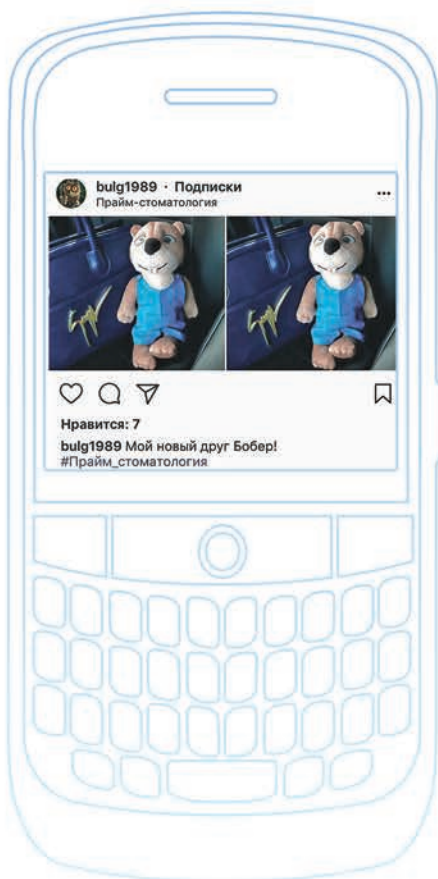 bulg1989 · Подписки
Прайм-стоматология
Нравится: 7
bulg1989 Мой новый друг Бобер!
#Прайм_стоматология